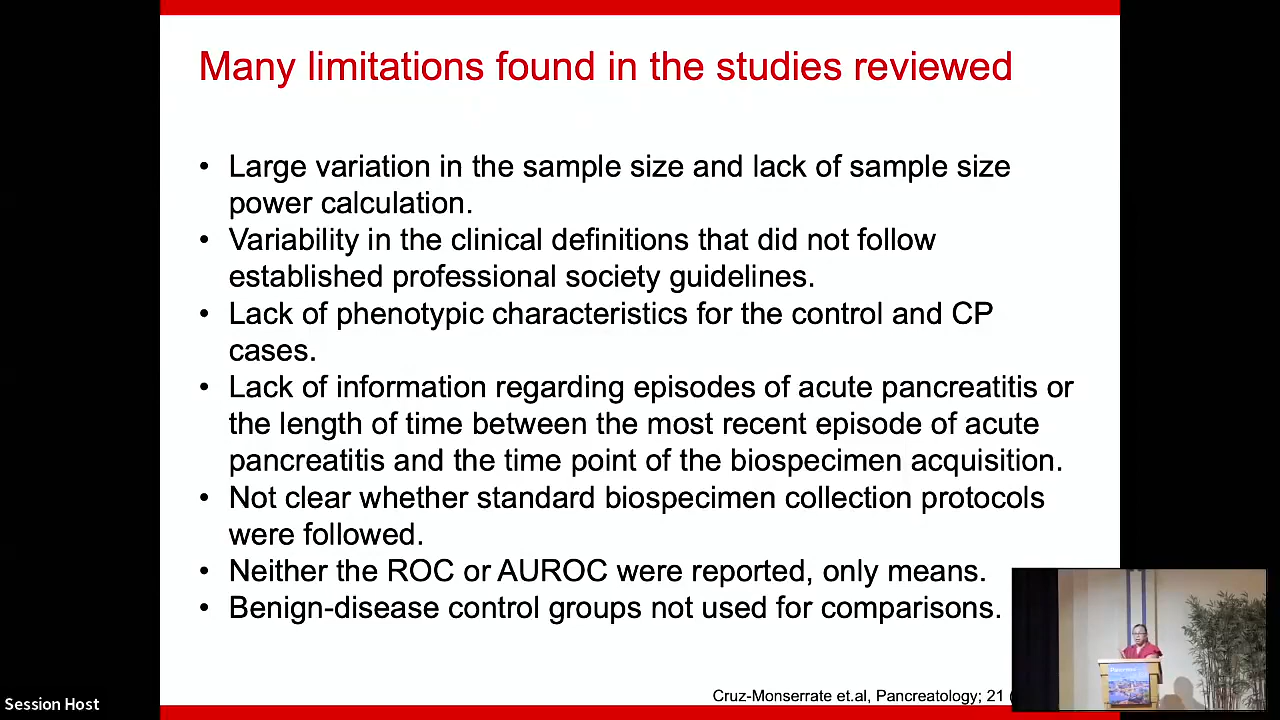 Many limitations found in the studies reviewed
• Large variation in the sample size and lack of sample size
power calculation.
• Variability in the clinical definitions that did not follow
established professional society guidelines.
• Lack of phenotypic characteristics for the control and CP
cases.
• Lack of information regarding episodes of acute pancreatitis or
the length of time between the most recent episode of acute
pancreatitis and the time point of the biospecimen acquisition.
• Not clear whether standard biospecimen collection protocols
were followed.
• Neither the ROC or AUROC were reported, only means.
• Benign-disease control groups not used for comparisons.
Cruz-Monserrate et.al, Pancreatology; 21
Session Host